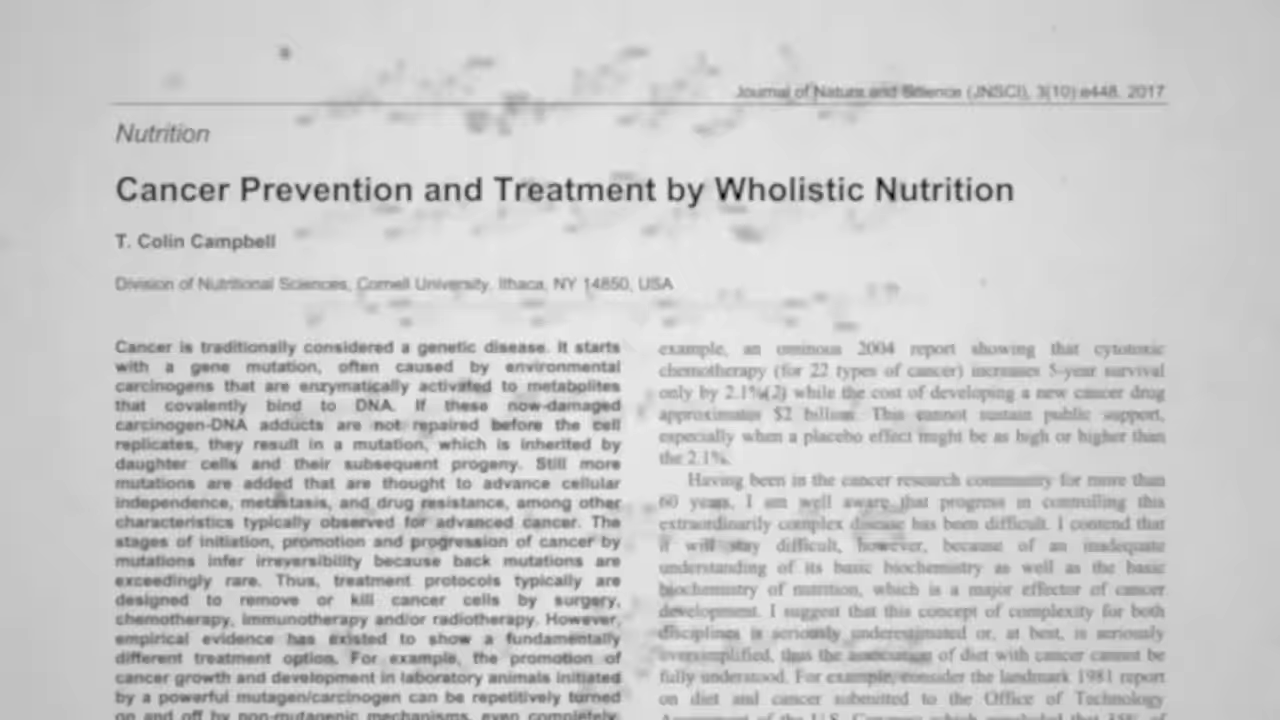 Journal of Nature and Science (JNSCI), 3(10):e448, 2017
Nutrition
Cancer Prevention and Treatment by Wholistic Nutrition
T. Colin Campbell
Division of Nutritional Sciences, Cornell University, Ithaca, NY 14850, USA
Cancer is traditionally considered a genetic disease. It starts
with a gene mutation, often caused by environmental
carcinogens that are enzymatically activated to metabolites
that covalently bind to DNA. If these now-damaged
carcinogen-DNA adducts are not repaired before the cell
replicates, they result in a mutation, which is inherited by
daughter cells and their subsequent progeny. Still more
mutations are added that are thought to advance cellular
independence, metastasis, and drug resistance, among other
characteristics typically observed for advanced cancer. The
stages of initiation, promotion and progression of cancer by
mutations infer irreversibility because back mutations are
exceedingly rare. Thus, treatment protocols typically are
designed to remove or kill cancer cells by surgery,
chemotherapy, immunotherapy and/or radiotherapy. However,
empirical evidence has existed to show a fundamentally
different treatment option. For example, the promotion of
cancer growth and development in laboratory animals initiated
by a powerful mutagen/carcinogen can be repetitively turned
on and off by non-mutagenic mechanisms, even completely,
example, an ominous 2004 report showing that cytotoxic
chemotherapy (for 22 types of cancer) increases 5-year survival
only by 2.1%(2) while the cost of developing a new cancer drug
approximates $2 billion. This cannot sustain public support,
especially when a placebo effect might be as high or higher than
the 2.1%.
Having been in the cancer research community for more than
60 years, I am well aware that progress in controlling this
extraordinarily complex disease has been difficult. I contend that
it will stay difficult, however, because of an inadequate
understanding of its basic biochemistry as well as the basic
biochemistry of nutrition, which is a major effector of cancer
development. I suggest that this concept of complexity for both
disciplines is seriously underestimated or, at best, is seriously
oversimplified, thus the association of diet with cancer cannot be
fully understood. For example, consider the landmark 1981 report
on diet and cancer submitted to the Office of Technology
of the U.S. Congress which concluded that